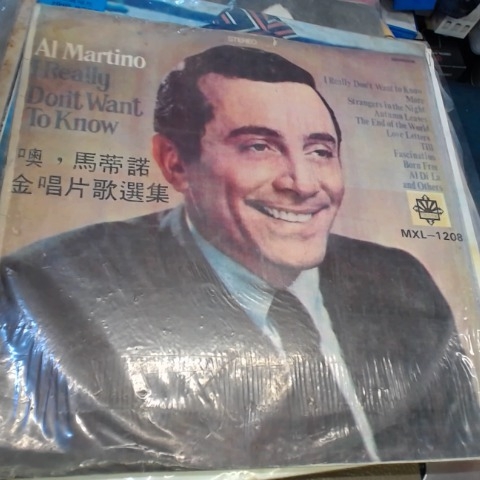 STEREO
Al Martino
I Really
Don't Want
To Know
噢，馬蒂諾
金唱片歌選集
I Really Don't Want to Know
More
Strangers in the Night
Autumn Leaves
The End of the World
Love Letters
Till
Fascination
Born Free
Al Di La
and Others
MXL-1208